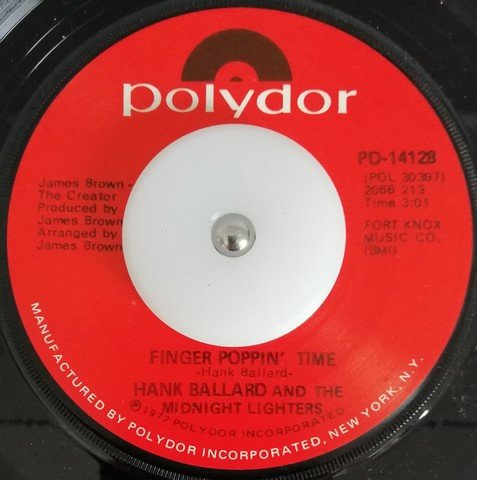 polydor
PD-14128
(POL 30397)
2066 213
Time 3:01
FORT KNOX
MUSIC CO.
(BMI)
James Brown -
The Creator
Produced by
James Brown
Arranged by
James Brown
FINGER POPPIN' TIME
-Hank Ballard-
HANK BALLARD AND THE
MIDNIGHT LIGHTERS
℗ 1972 POLYDOR INCORPORATED
MANUFACTURED BY POLYDOR INCORPORATED, NEW YORK, N.Y.